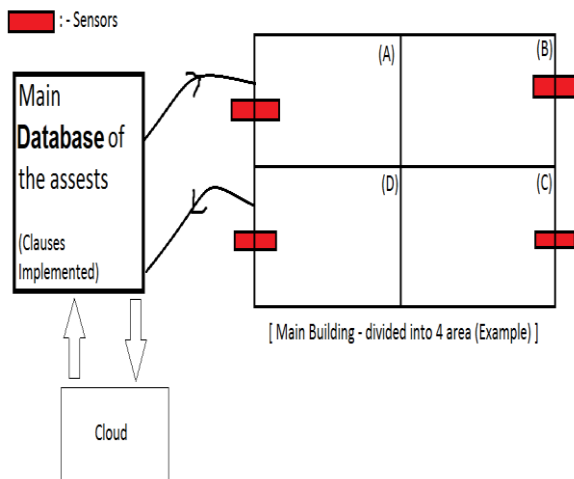 : - Sensors
(A)
(B)
Main
Database of
the assests
(Clauses
Implemented)
(D)
(C)
[ Main Building - divided into 4 area (Example) ]
Cloud